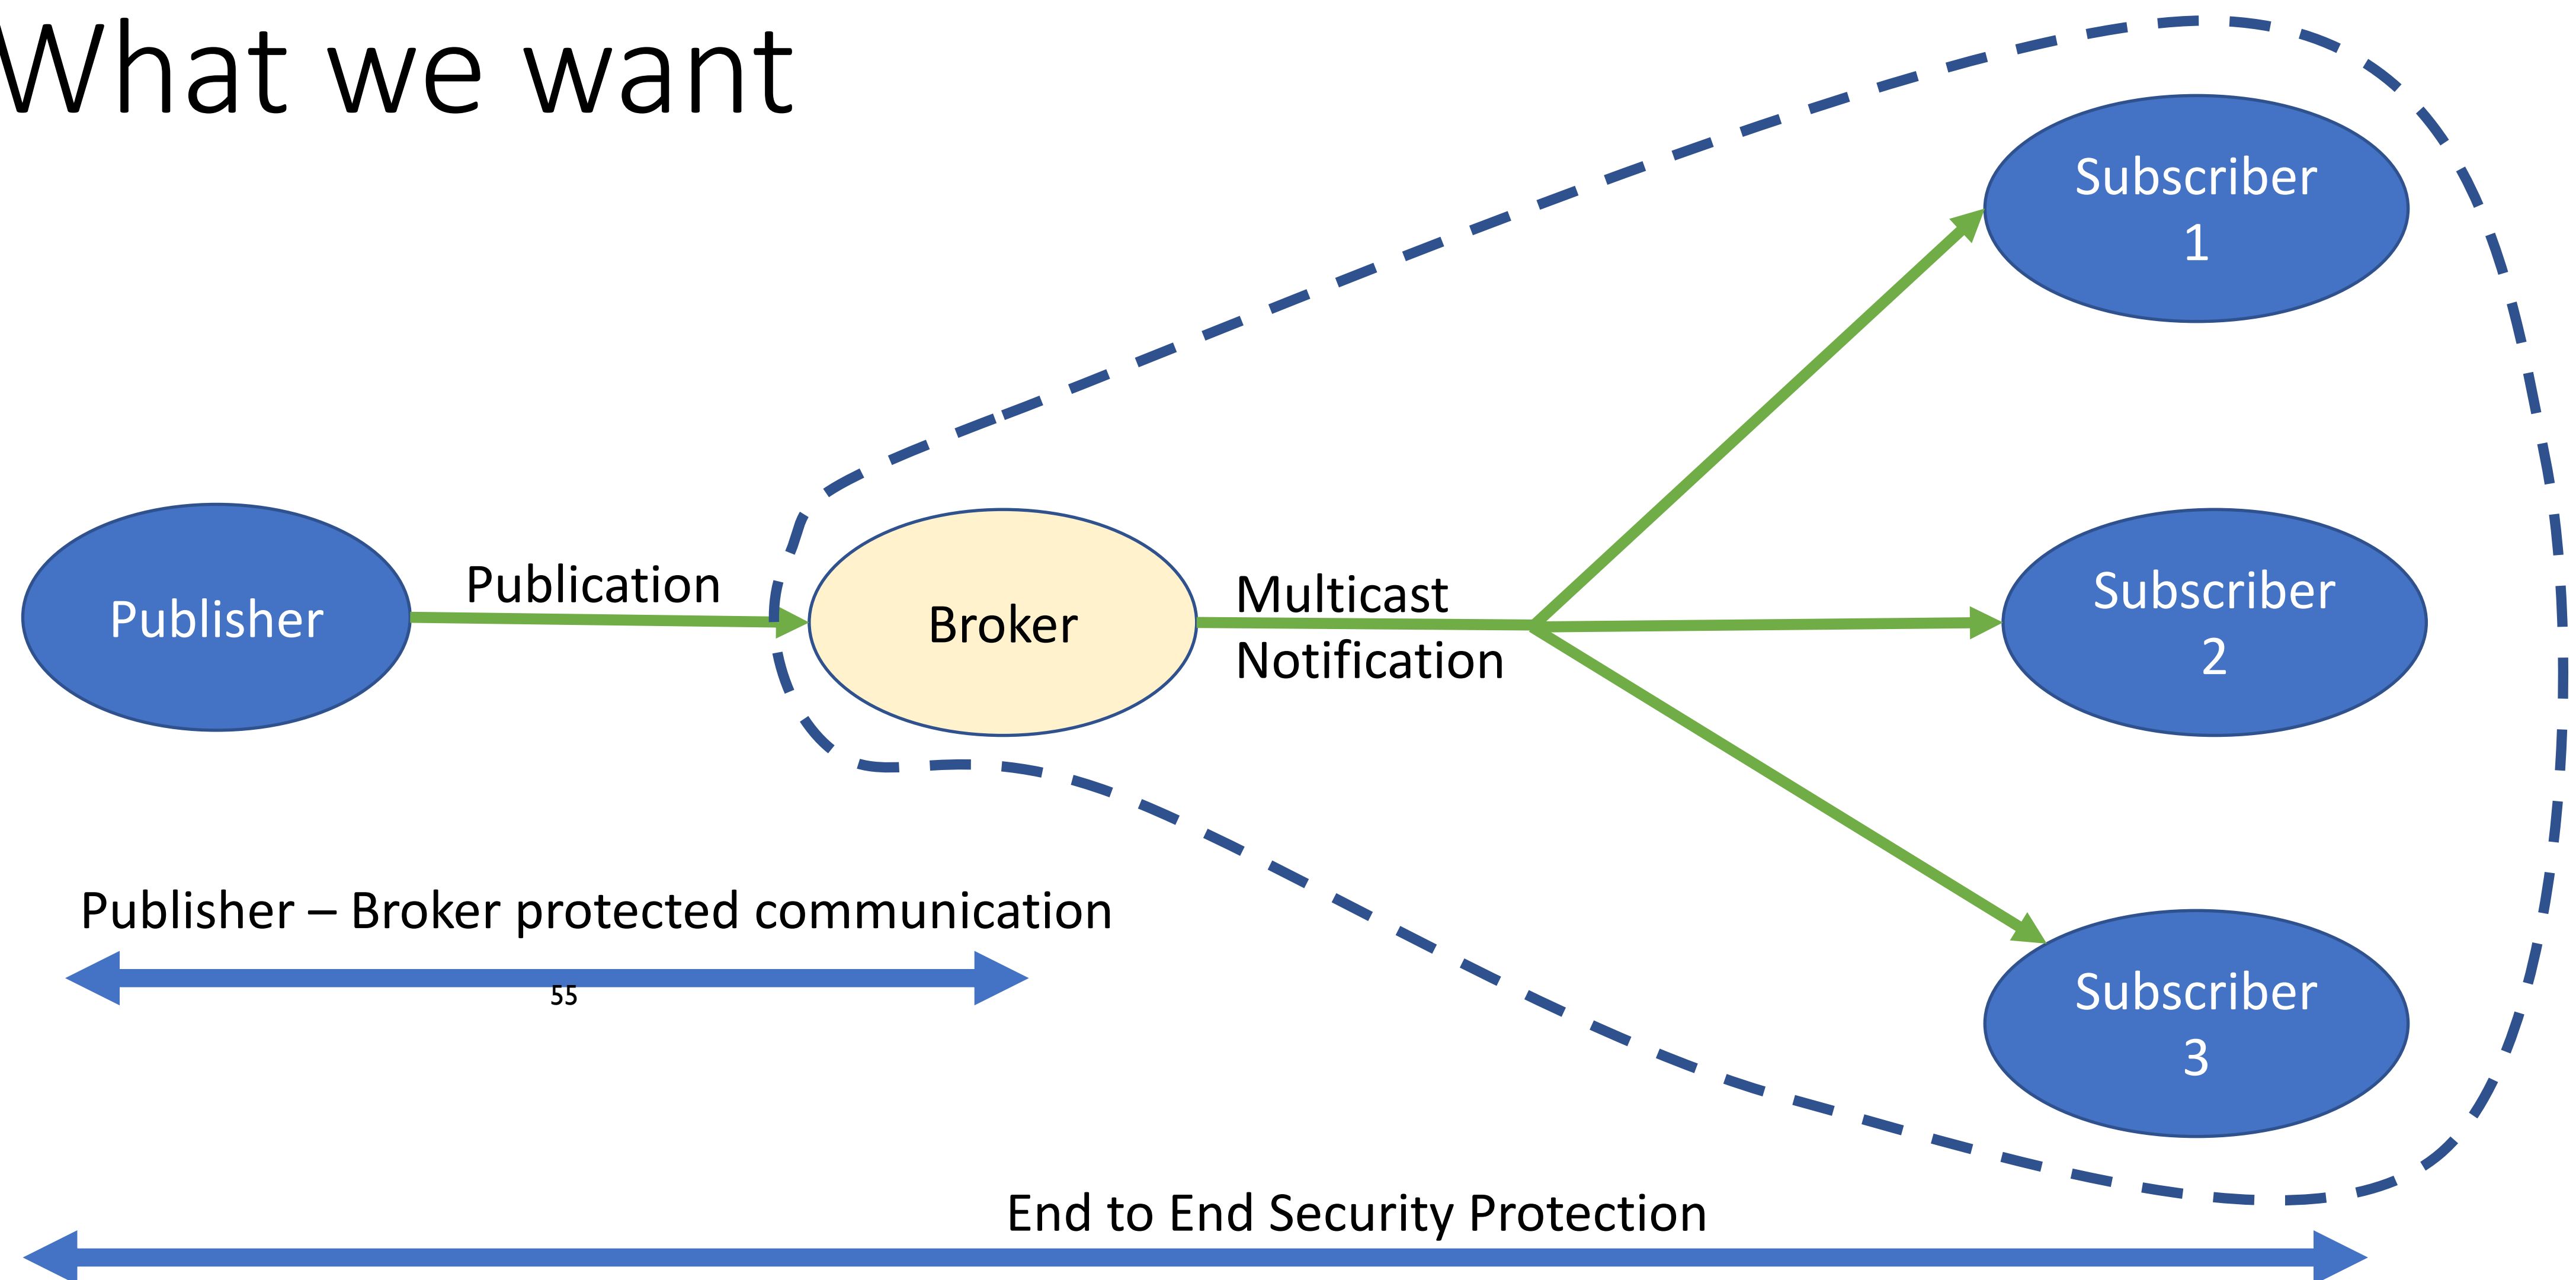 What we want
Subscriber
1
Publisher
Publication
Broker
Multicast
Notification
Subscriber
2
Publisher – Broker protected communication
55
Subscriber
3
End to End Security Protection